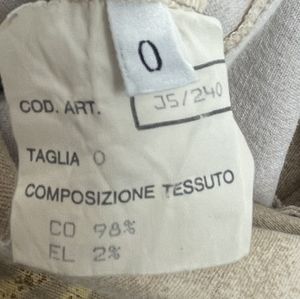 0
COD. ART. J5/240
TAGLIA 0
COMPOSIZIONE TESSUTO
CO 98%
EL 2%